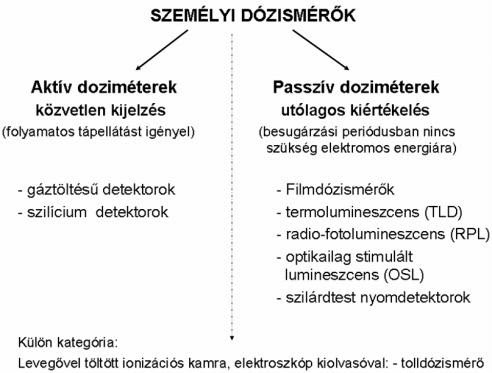 SZEMÉLYI DÓZISMÉRŐK
Aktív doziméterek
közvetlen kijelzés
(folyamatos tápellátást igényel)
- gáztöltésű detektorok
- szilícium detektorok
Passzív doziméterek
utólagos kiértékelés
(besugárzási periódusban nincs
szükség elektromos energiára)
- Filmdózismérők
- termolumineszcens (TLD)
- radio-fotolumineszcens (RPL)
- optikailag stimulált
lumineszcens (OSL)
- szilárdtest nyomdetektorok
Külön kategória:
Levegővel töltött ionizációs kamra, elektroszkóp kiolvasóval: - tolldózismérő